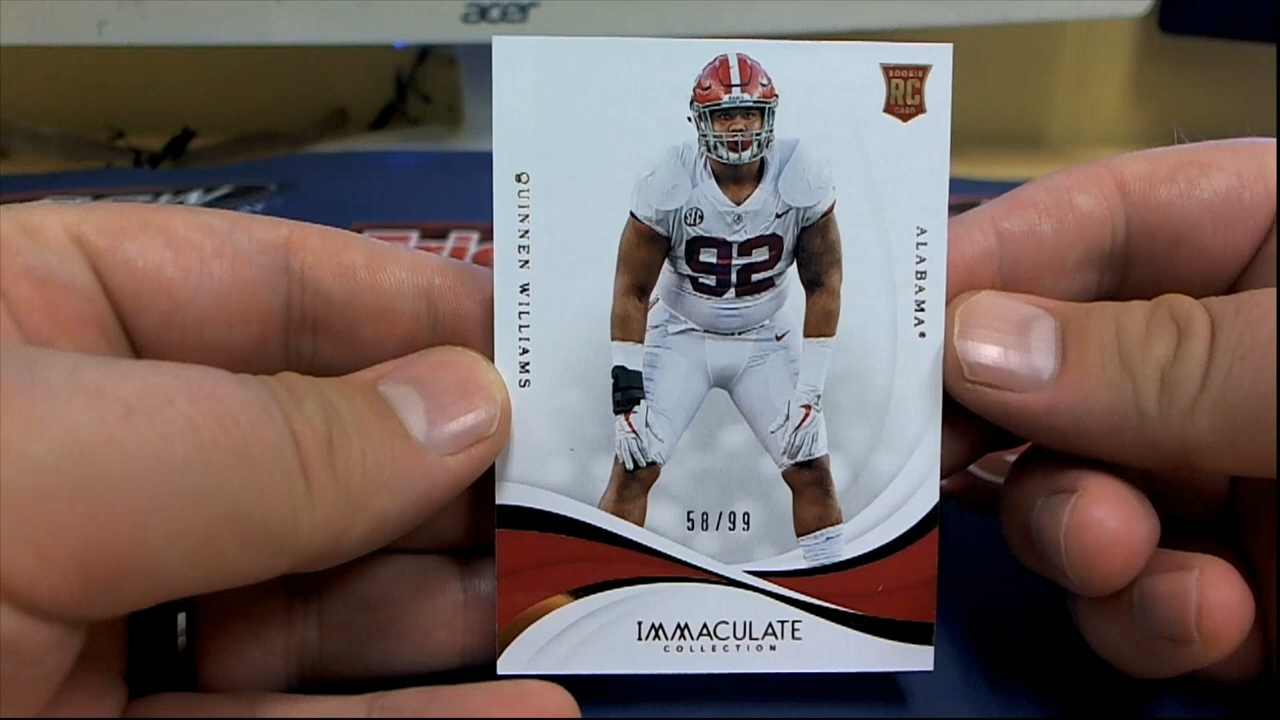 acer
ROOKIE
RC
CARD
QUINNEN WILLIAMS
ALABAMA®
SEC
92
58/99
IMMACULATE
COLLECTION